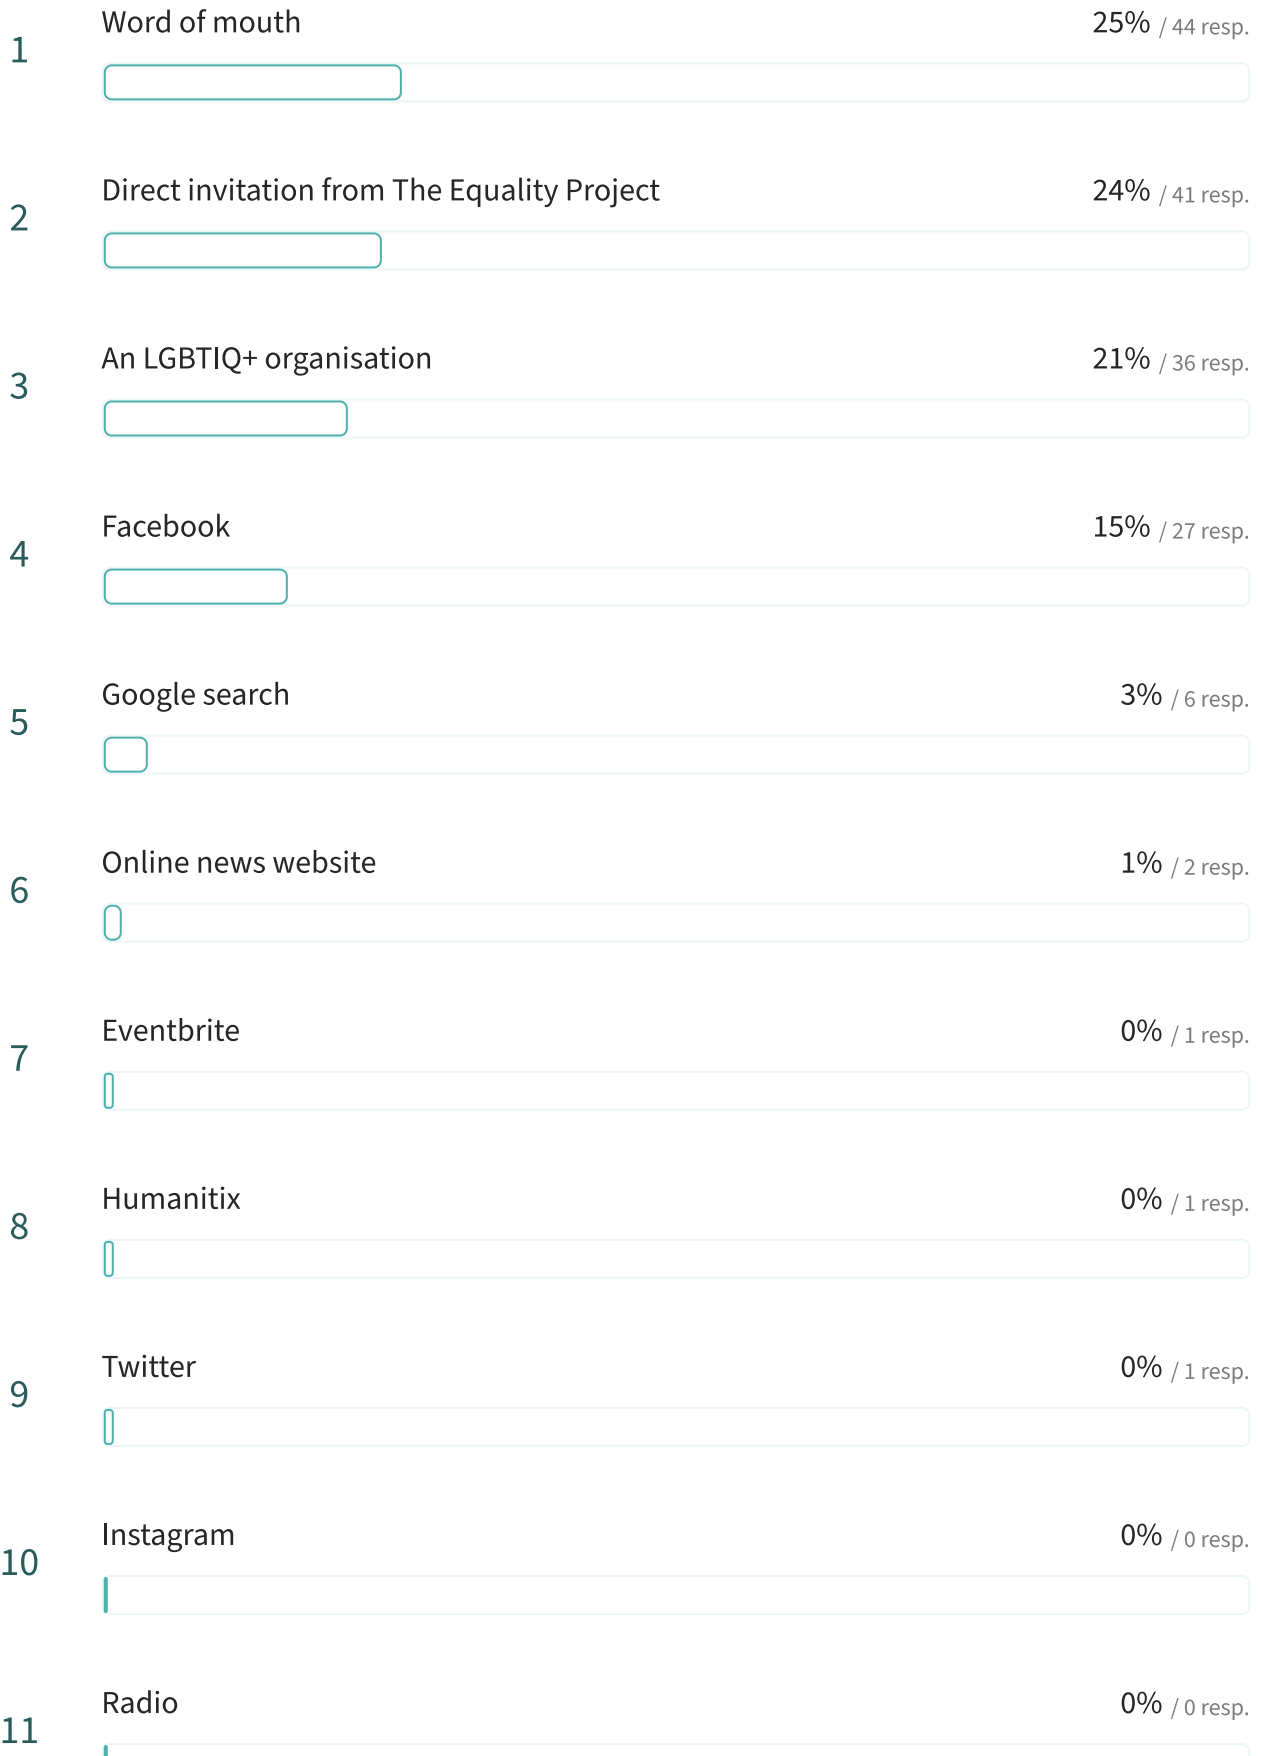 1
Word of mouth 25% / 44 resp.
2
Direct invitation from The Equality Project 24% / 41 resp.
3
An LGBTIQ+ organisation 21% / 36 resp.
4
Facebook 15% / 27 resp.
5
Google search 3% / 6 resp.
6
Online news website 1% / 2 resp.
7
Eventbrite 0% / 1 resp.
8
Humanitix 0% / 1 resp.
9
Twitter 0% / 1 resp.
10
Instagram 0% / 0 resp.
11
Radio 0% / 0 resp.